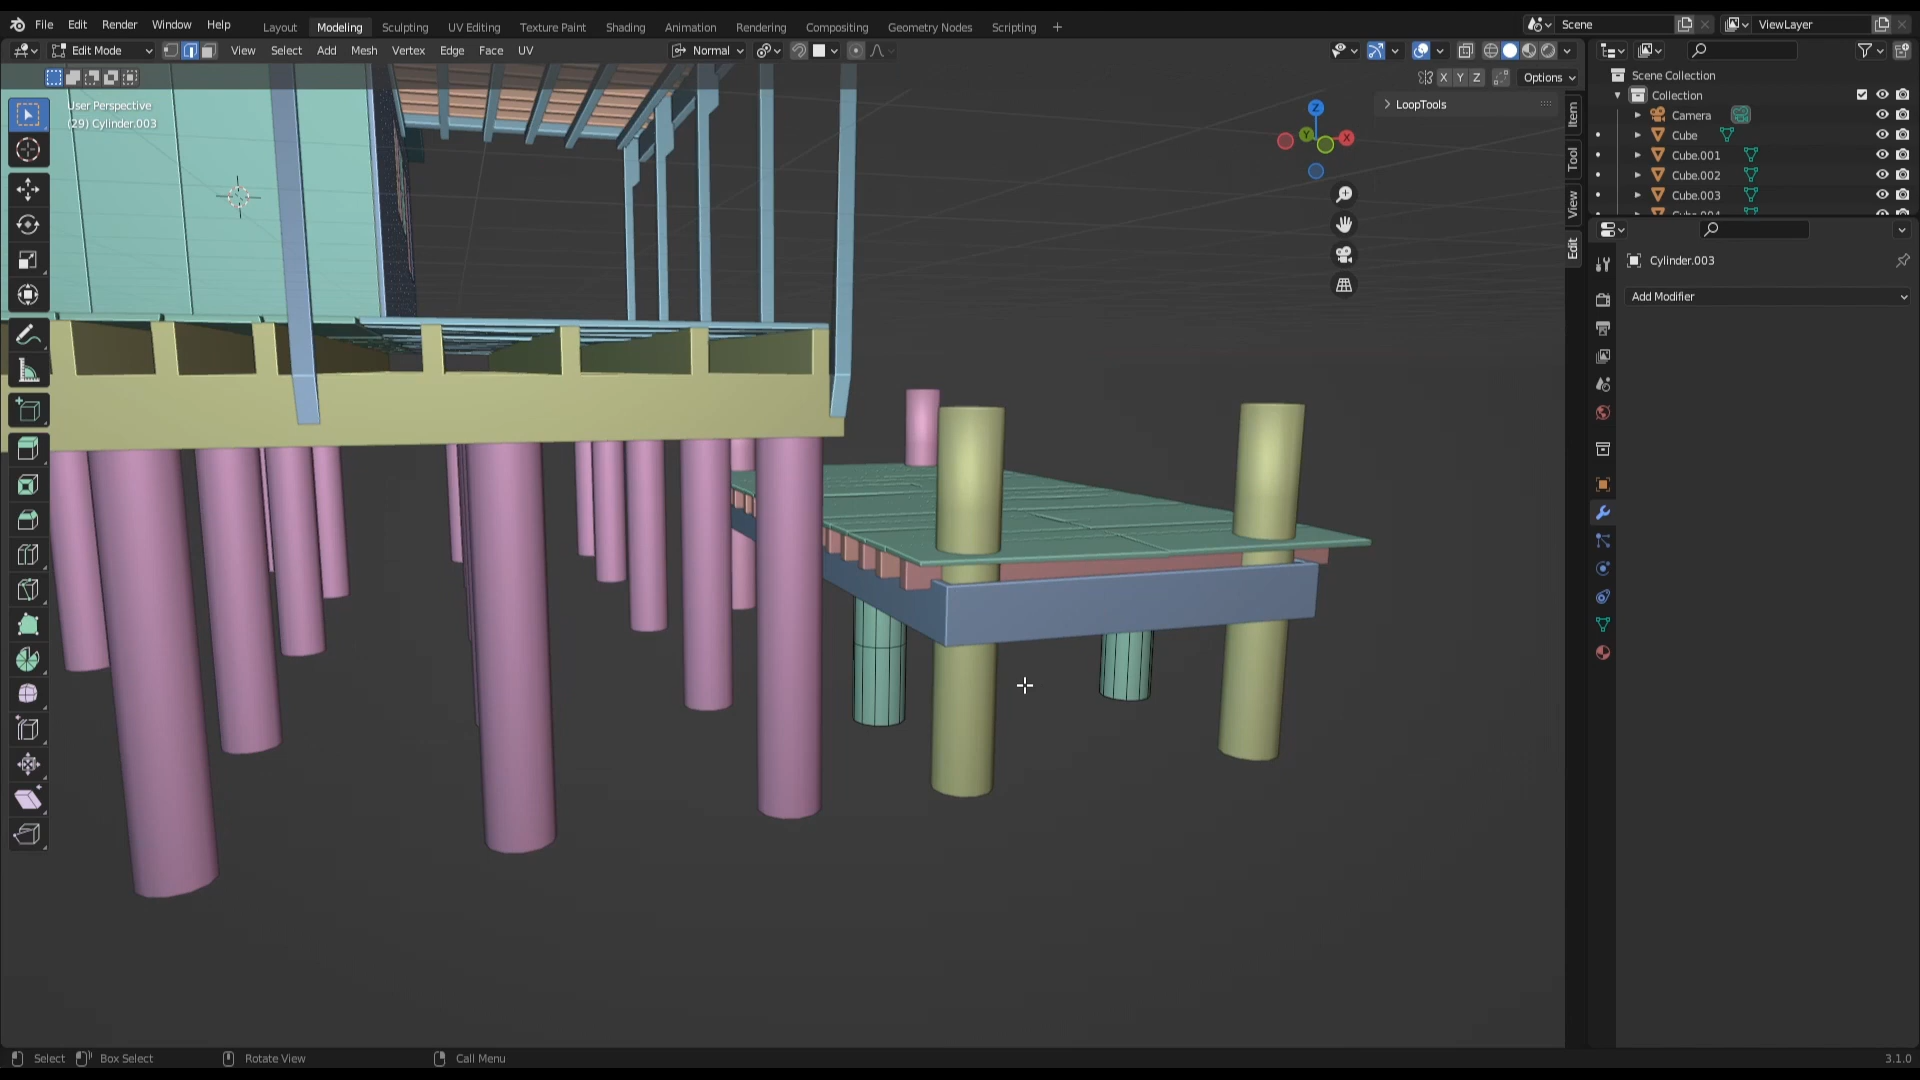 File Edit Render Window Help Layout Modeling Sculpting UV Editing Texture Paint Shading Animation Rendering Compositing Geometry Nodes Scripting + Scene ViewLayer
Edit Mode View Select Add Mesh Vertex Edge Face UV Normal
X Y Z Options
User Perspective
(29) Cylinder.003
LoopTools
Z
Y
X
Item
Tool
View
Edit
Scene Collection
Collection
Camera
Cube
Cube.001
Cube.002
Cube.003
Cylinder.003
Add Modifier
Select Box Select Rotate View Call Menu 3.1.0